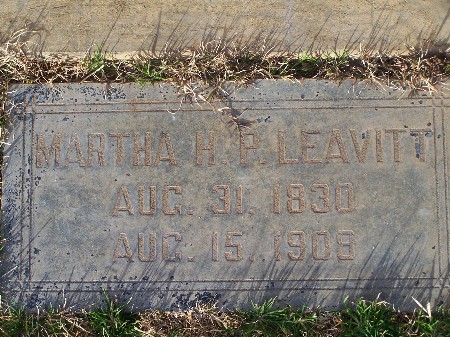 MARTHA H. P. LEAVITT
AUG. 31. 1830
AUG. 15. 1908